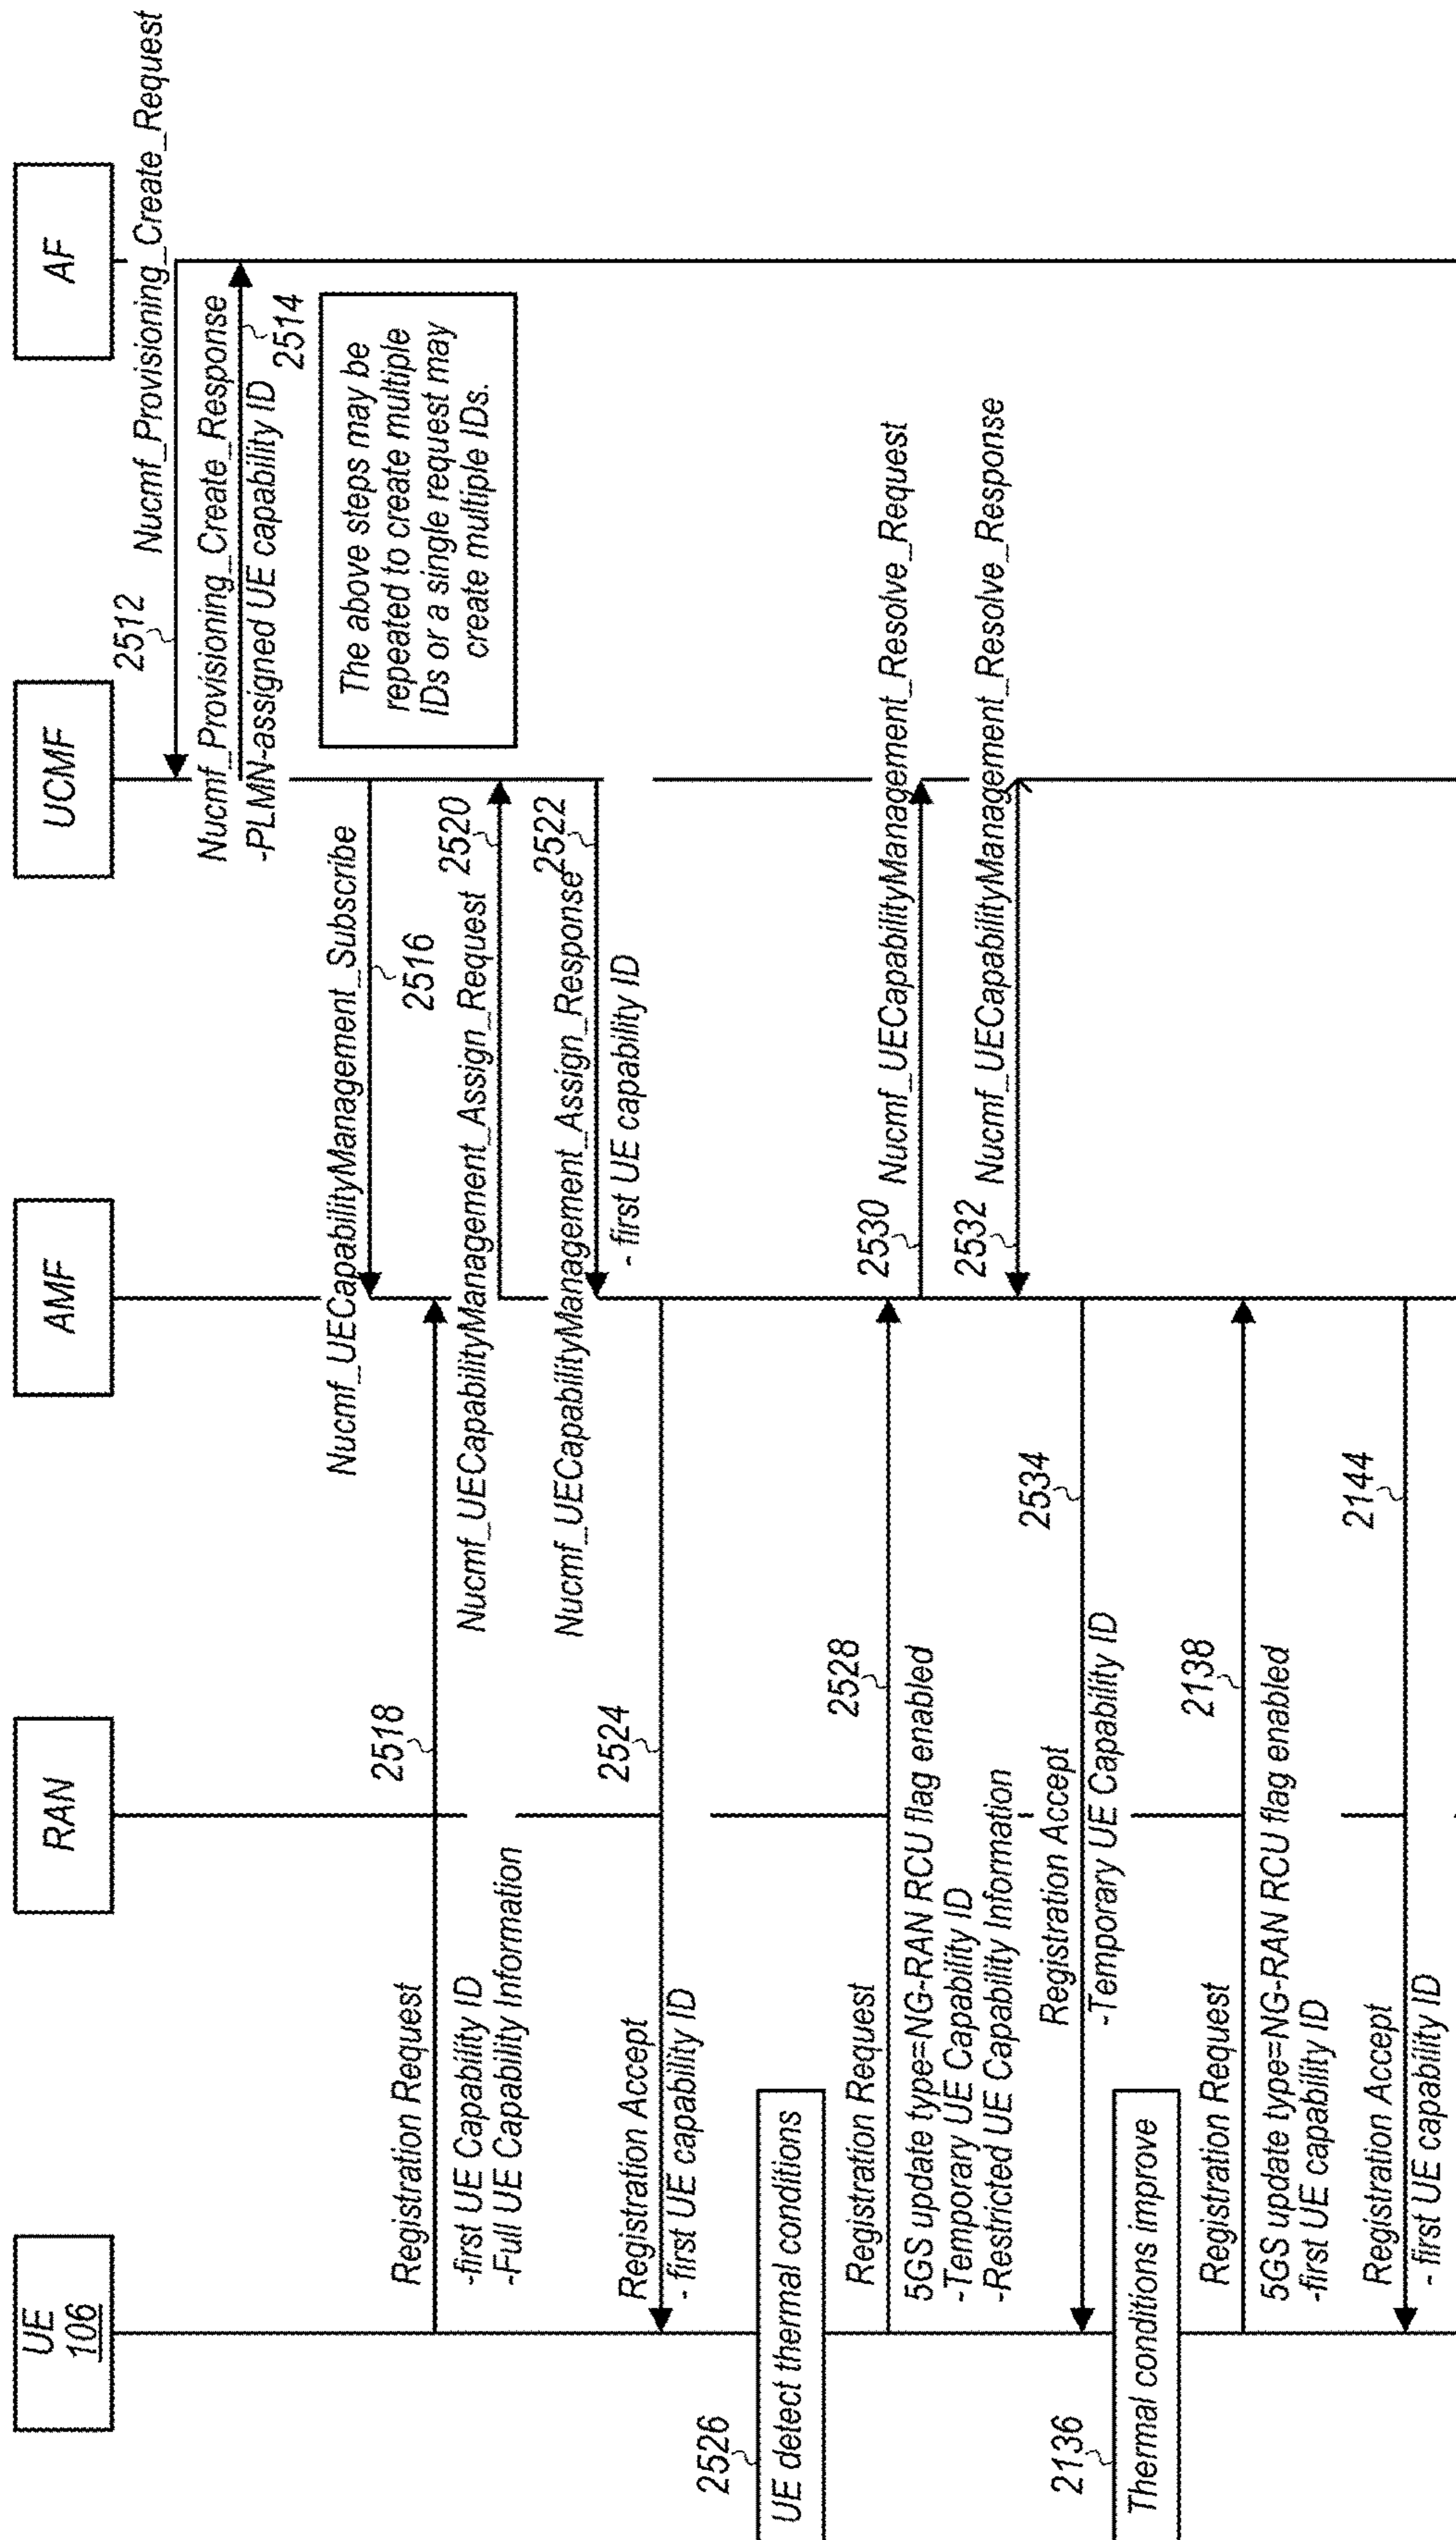 UE
106
RAN
AMF
UCMF
AF
2512
Nucmf_Provisioning_Create_Request
Nucmf_Provisioning_Create_Response
-PLMN-assigned UE capability ID
2514
The above steps may be
repeated to create multiple
IDs or a single request may
create multiple IDs.
Nucmf_UECapabilityManagement_Subscribe
2516
Registration Request
2518
-first UE Capability ID
-Full UE Capability Information
Nucmf_UECapabilityManagement_Assign_Request
2520
Nucmf_UECapabilityManagement_Assign_Response
2522
- first UE capability ID
Registration Accept
2524
- first UE capability ID
2526
UE detect thermal conditions
Registration Request
2528
5GS update type=NG-RAN RCU flag enabled
-Temporary UE Capability ID
-Restricted UE Capability Information
2530
Nucmf_UECapabilityManagement_Resolve_Request
2532
Nucmf_UECapabilityManagement_Resolve_Response
Registration Accept
2534
-Temporary UE Capability ID
2136
Thermal conditions improve
Registration Request
2138
5GS update type=NG-RAN RCU flag enabled
-first UE capability ID
Registration Accept
2144
- first UE capability ID